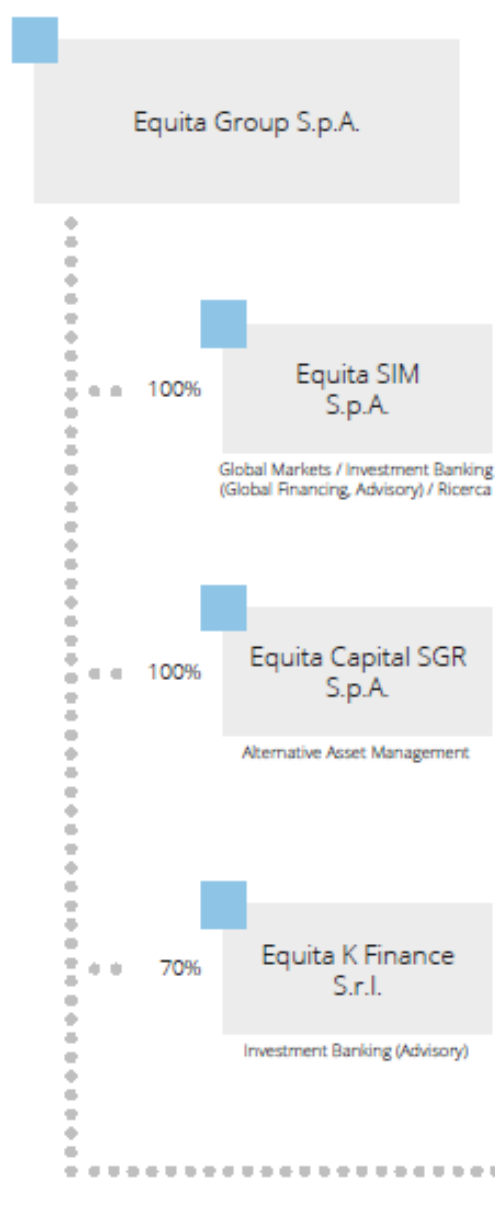 Equita Group S.p.A.
100%
Equita SIM
S.p.A.
Global Markets / Investment Banking
(Global Financing, Advisory) / Ricerca
100%
Equita Capital SGR
S.p.A.
Alternative Asset Management
70%
Equita K Finance
S.r.l.
Investment Banking (Advisory)